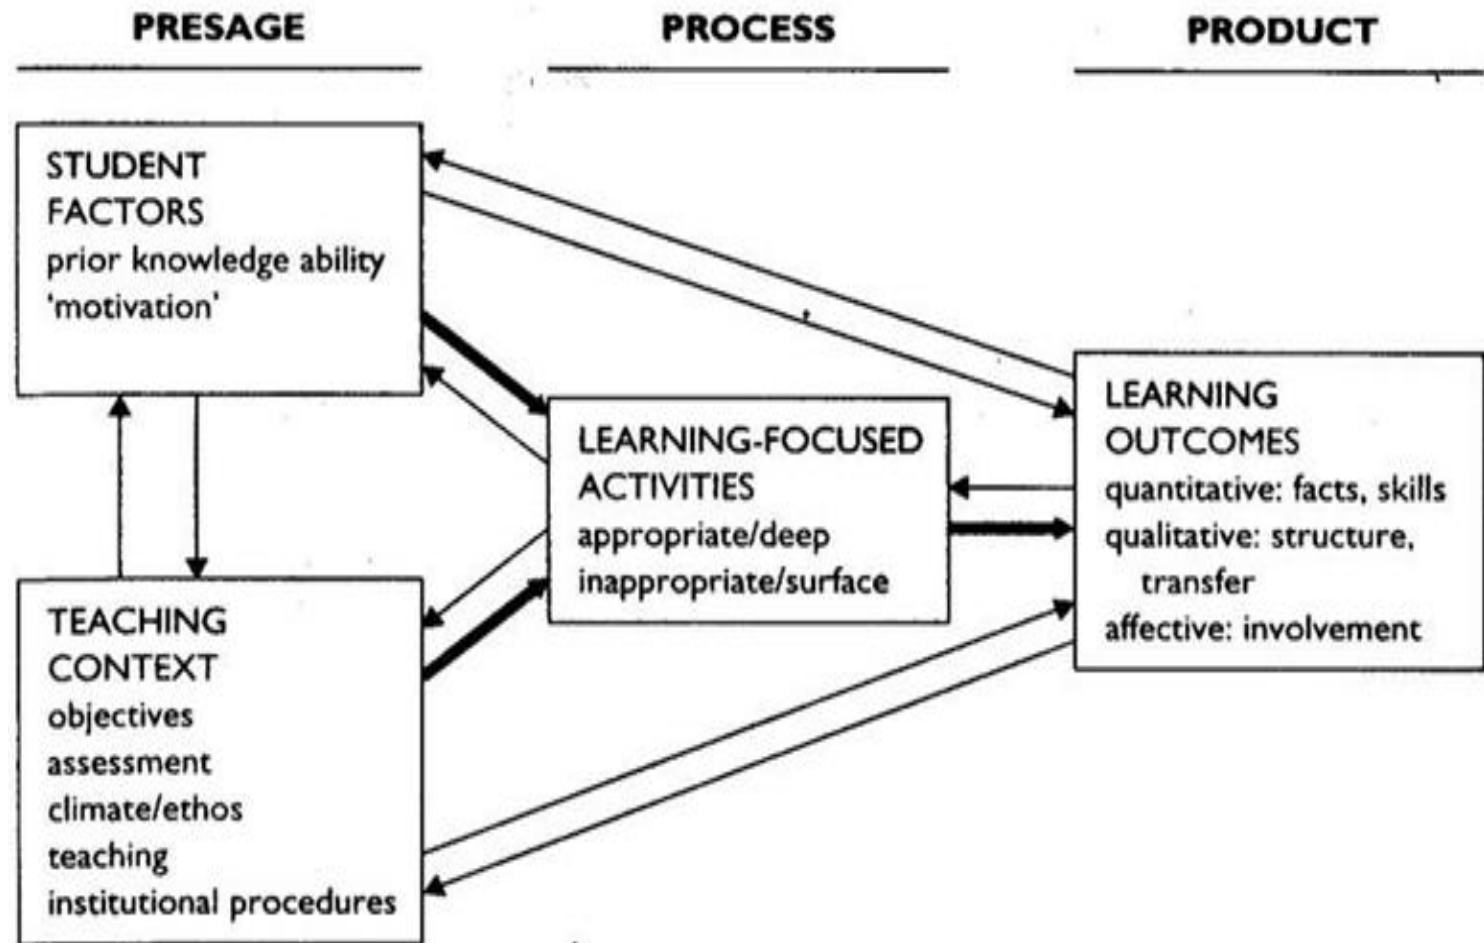 PRESAGE
PROCESS
PRODUCT
STUDENT
FACTORS
prior knowledge ability
‘motivation’
TEACHING
CONTEXT
objectives
assessment
climate/ethos
teaching
institutional procedures
LEARNING-FOCUSED
ACTIVITIES
appropriate/deep
inappropriate/surface
LEARNING
OUTCOMES
quantitative: facts, skills
qualitative: structure,
transfer
affective: involvement